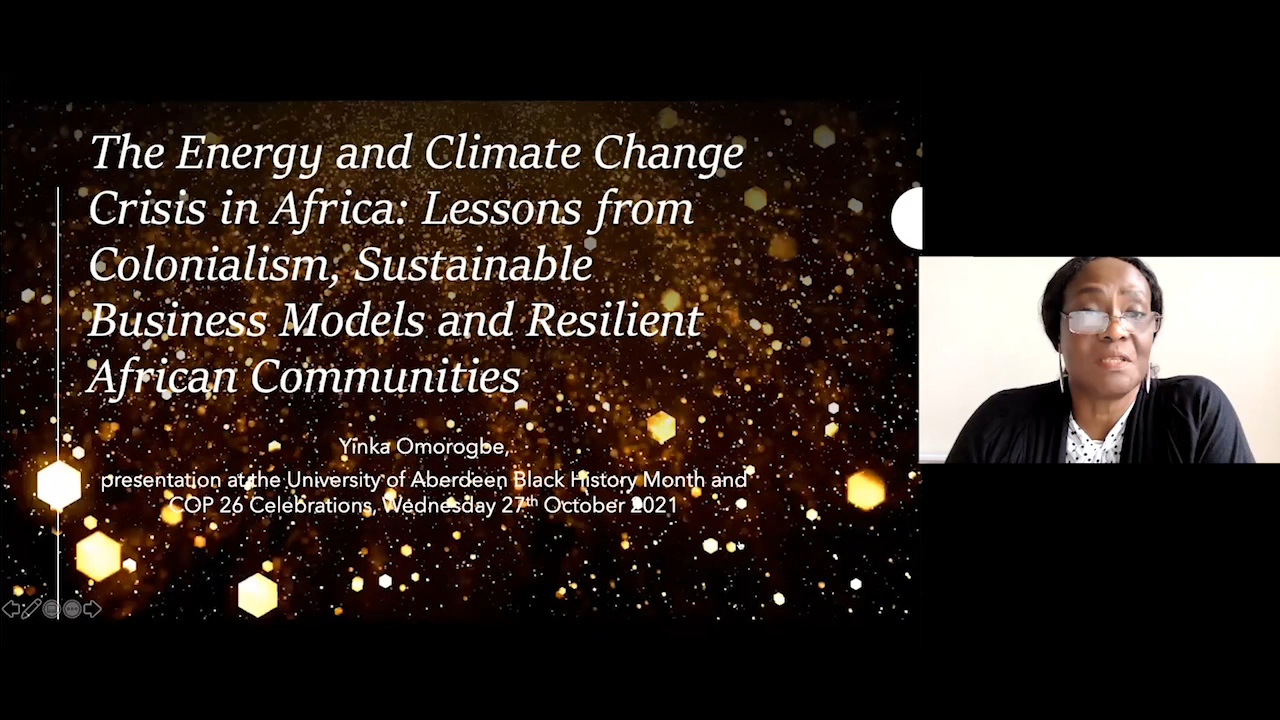 The Energy and Climate Change
Crisis in Africa: Lessons from
Colonialism, Sustainable
Business Models and Resilient
African Communities
Yinka Omorogbe,
presentation at the University of Aberdeen Black History Month and
COP 26 Celebrations, Wednesday 27th October 2021